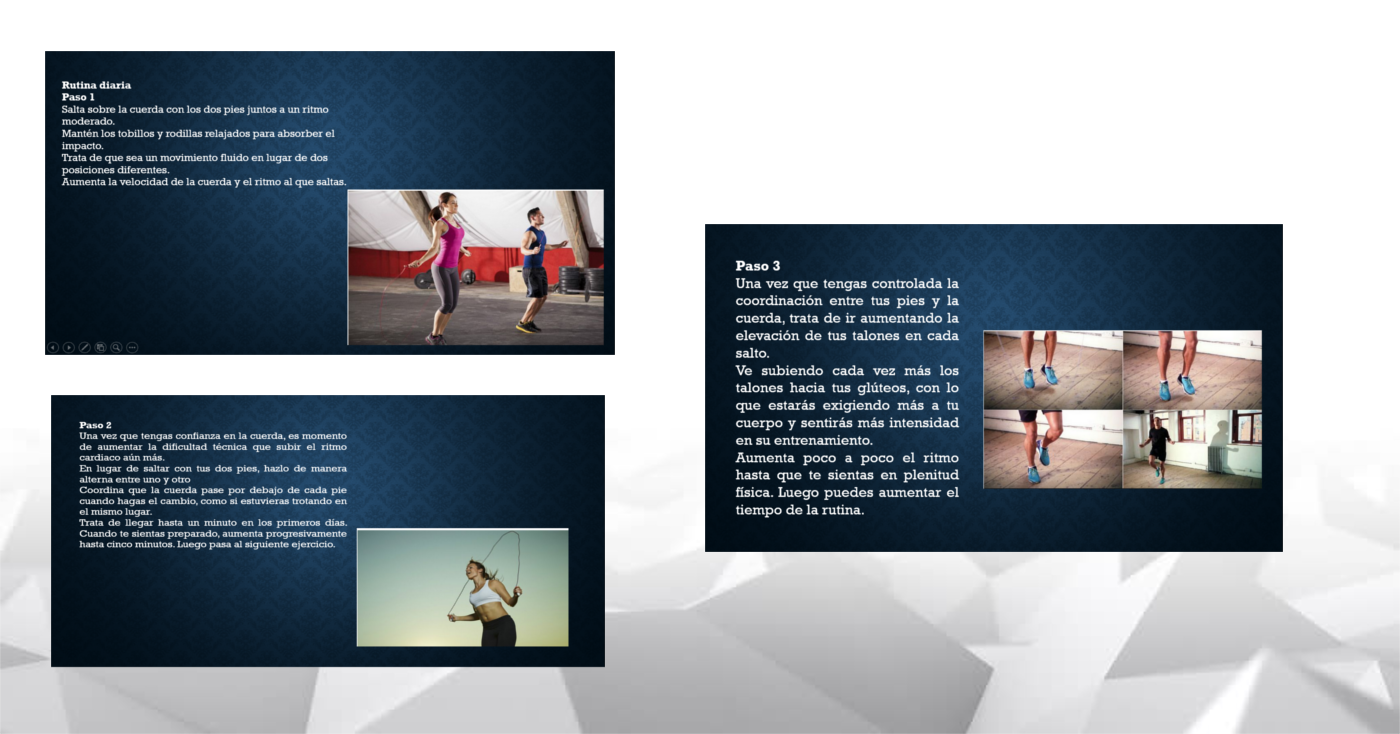 Rutina diaria
Paso 1
Salta sobre la cuerda con los dos pies juntos a un ritmo
moderado.
Mantén los tobillos y rodillas relajados para absorber el
impacto.
Trata de que sea un movimiento fluido en lugar de dos
posiciones diferentes.
Aumenta la velocidad de la cuerda y el ritmo al que saltas.
Paso 2
Una vez que tengas confianza en la cuerda, es momento
de aumentar la dificultad técnica que subir el ritmo
cardiaco aún más.
En lugar de saltar con tus dos pies, hazlo de manera
alterna entre uno y otro
Coordina que la cuerda pase por debajo de cada pie
cuando hagas el cambio, como si estuvieras trotando en
el mismo lugar.
Trata de llegar hasta un minuto en los primeros días.
Cuando te sientas preparado, aumenta progresivamente
hasta cinco minutos. Luego pasa al siguiente ejercicio.
Paso 3
Una vez que tengas controlada la
coordinación entre tus pies y la
cuerda, trata de ir aumentando la
elevación de tus talones en cada
salto.
Ve subiendo cada vez más los
talones hacia tus glúteos, con lo
que estarás exigiendo más a tu
cuerpo y sentirás más intensidad
en su entrenamiento.
Aumenta poco a poco el ritmo
hasta que te sientas en plenitud
física. Luego puedes aumentar el
tiempo de la rutina.